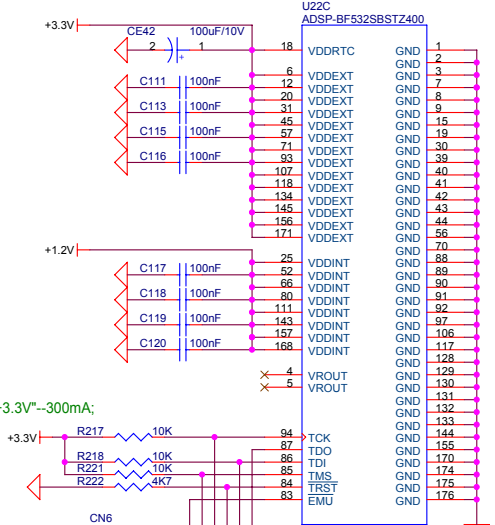 U22C
ADSP-BF532SBSTZ400
+3.3V
CE42 100uF/10V
2 + 1
18 VDDRTC GND 1
GND 2
6 VDDEXT GND 3
C111 100nF
12 VDDEXT GND 7
20 VDDEXT GND 8
C113 100nF
31 VDDEXT GND 9
45 VDDEXT GND 15
C115 100nF
57 VDDEXT GND 19
71 VDDEXT GND 30
C116 100nF
93 VDDEXT GND 39
107 VDDEXT GND 40
118 VDDEXT GND 41
134 VDDEXT GND 42
145 VDDEXT GND 43
156 VDDEXT GND 44
171 VDDEXT GND 56
+1.2V
GND 70
25 VDDINT GND 88
C117 100nF
52 VDDINT GND 89
66 VDDINT GND 90
C118 100nF
80 VDDINT GND 91
111 VDDINT GND 92
C119 100nF
143 VDDINT GND 97
157 VDDINT GND 106
C120 100nF
168 VDDINT GND 117
GND 128
4 VROUT GND 129
5 VROUT GND 130
GND 131
+3.3V"--300mA;
GND 132
GND 133
+3.3V R217 10K 94 TCK GND 144
87 TDO GND 155
R218 10K 86 TDI GND 170
R221 10K 85 TMS GND 174
R222 4K7 84 TRST GND 175
83 EMU GND 176
CN6